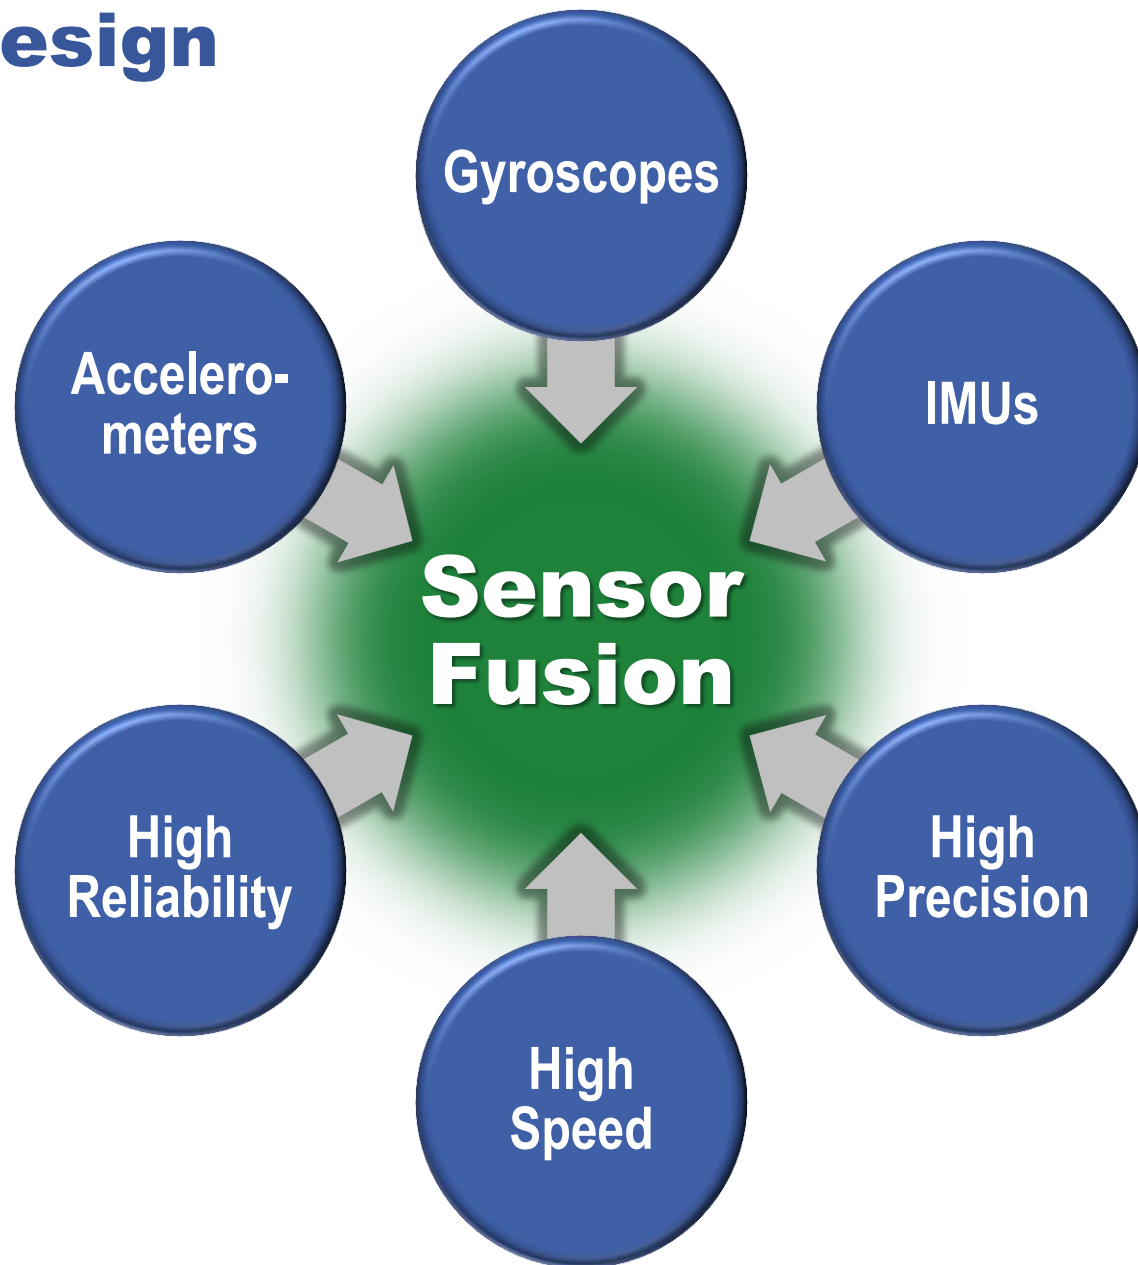 esign
Gyroscopes
Accelero-
meters
IMUs
Sensor
Fusion
High
Reliability
High
Precision
High
Speed